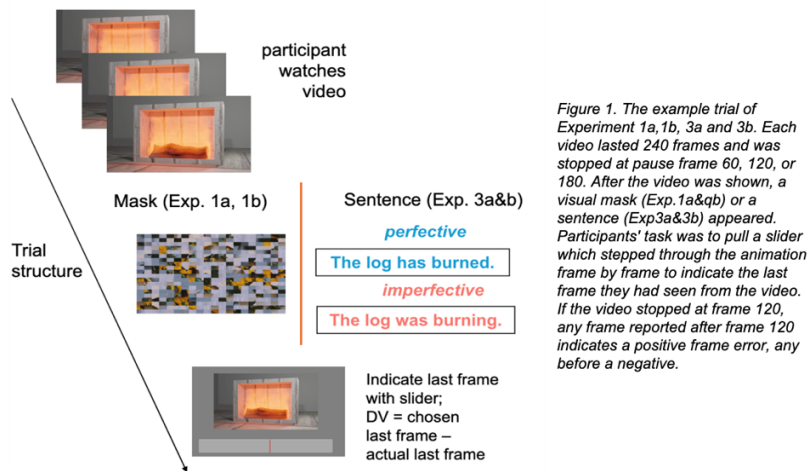 participant
watches
video
Mask (Exp. 1a, 1b)
Sentence (Exp. 3a&b)
perfective
The log has burned.
imperfective
The log was burning.
Trial
structure
Indicate last frame
with slider;
DV = chosen
last frame –
actual last frame
Figure 1. The example trial of
Experiment 1a,1b, 3a and 3b. Each
video lasted 240 frames and was
stopped at pause frame 60, 120, or
180. After the video was shown, a
visual mask (Exp.1a&qb) or a
sentence (Exp3a&3b) appeared.
Participants' task was to pull a slider
which stepped through the animation
frame by frame to indicate the last
frame they had seen from the video.
If the video stopped at frame 120,
any frame reported after frame 120
indicates a positive frame error, any
before a negative.